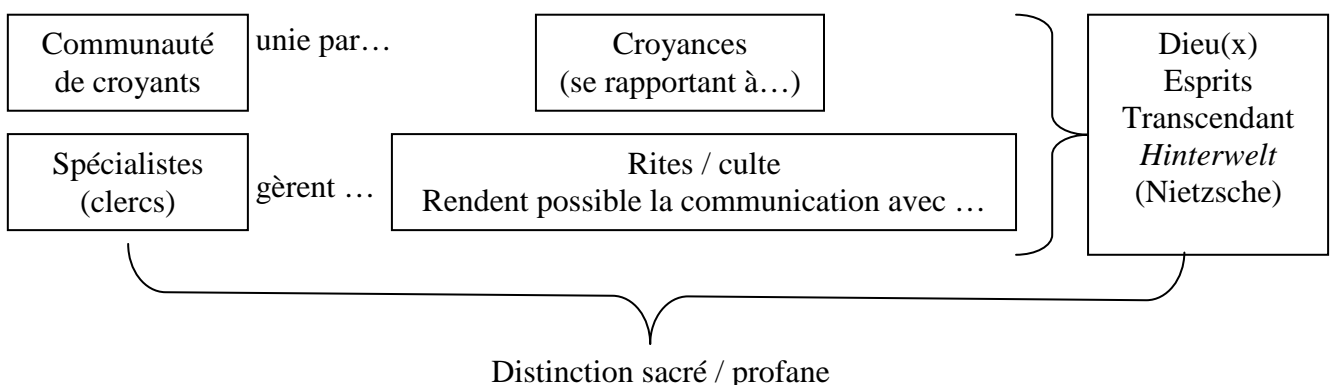 Communauté
de croyants
unie par…
Croyances
(se rapportant à…)
Spécialistes
(clercs)
gèrent …
Rites / culte
Rendent possible la communication avec …
Dieu(x)
Esprits
Transcendant
Hinterwelt
(Nietzsche)
Distinction sacré / profane